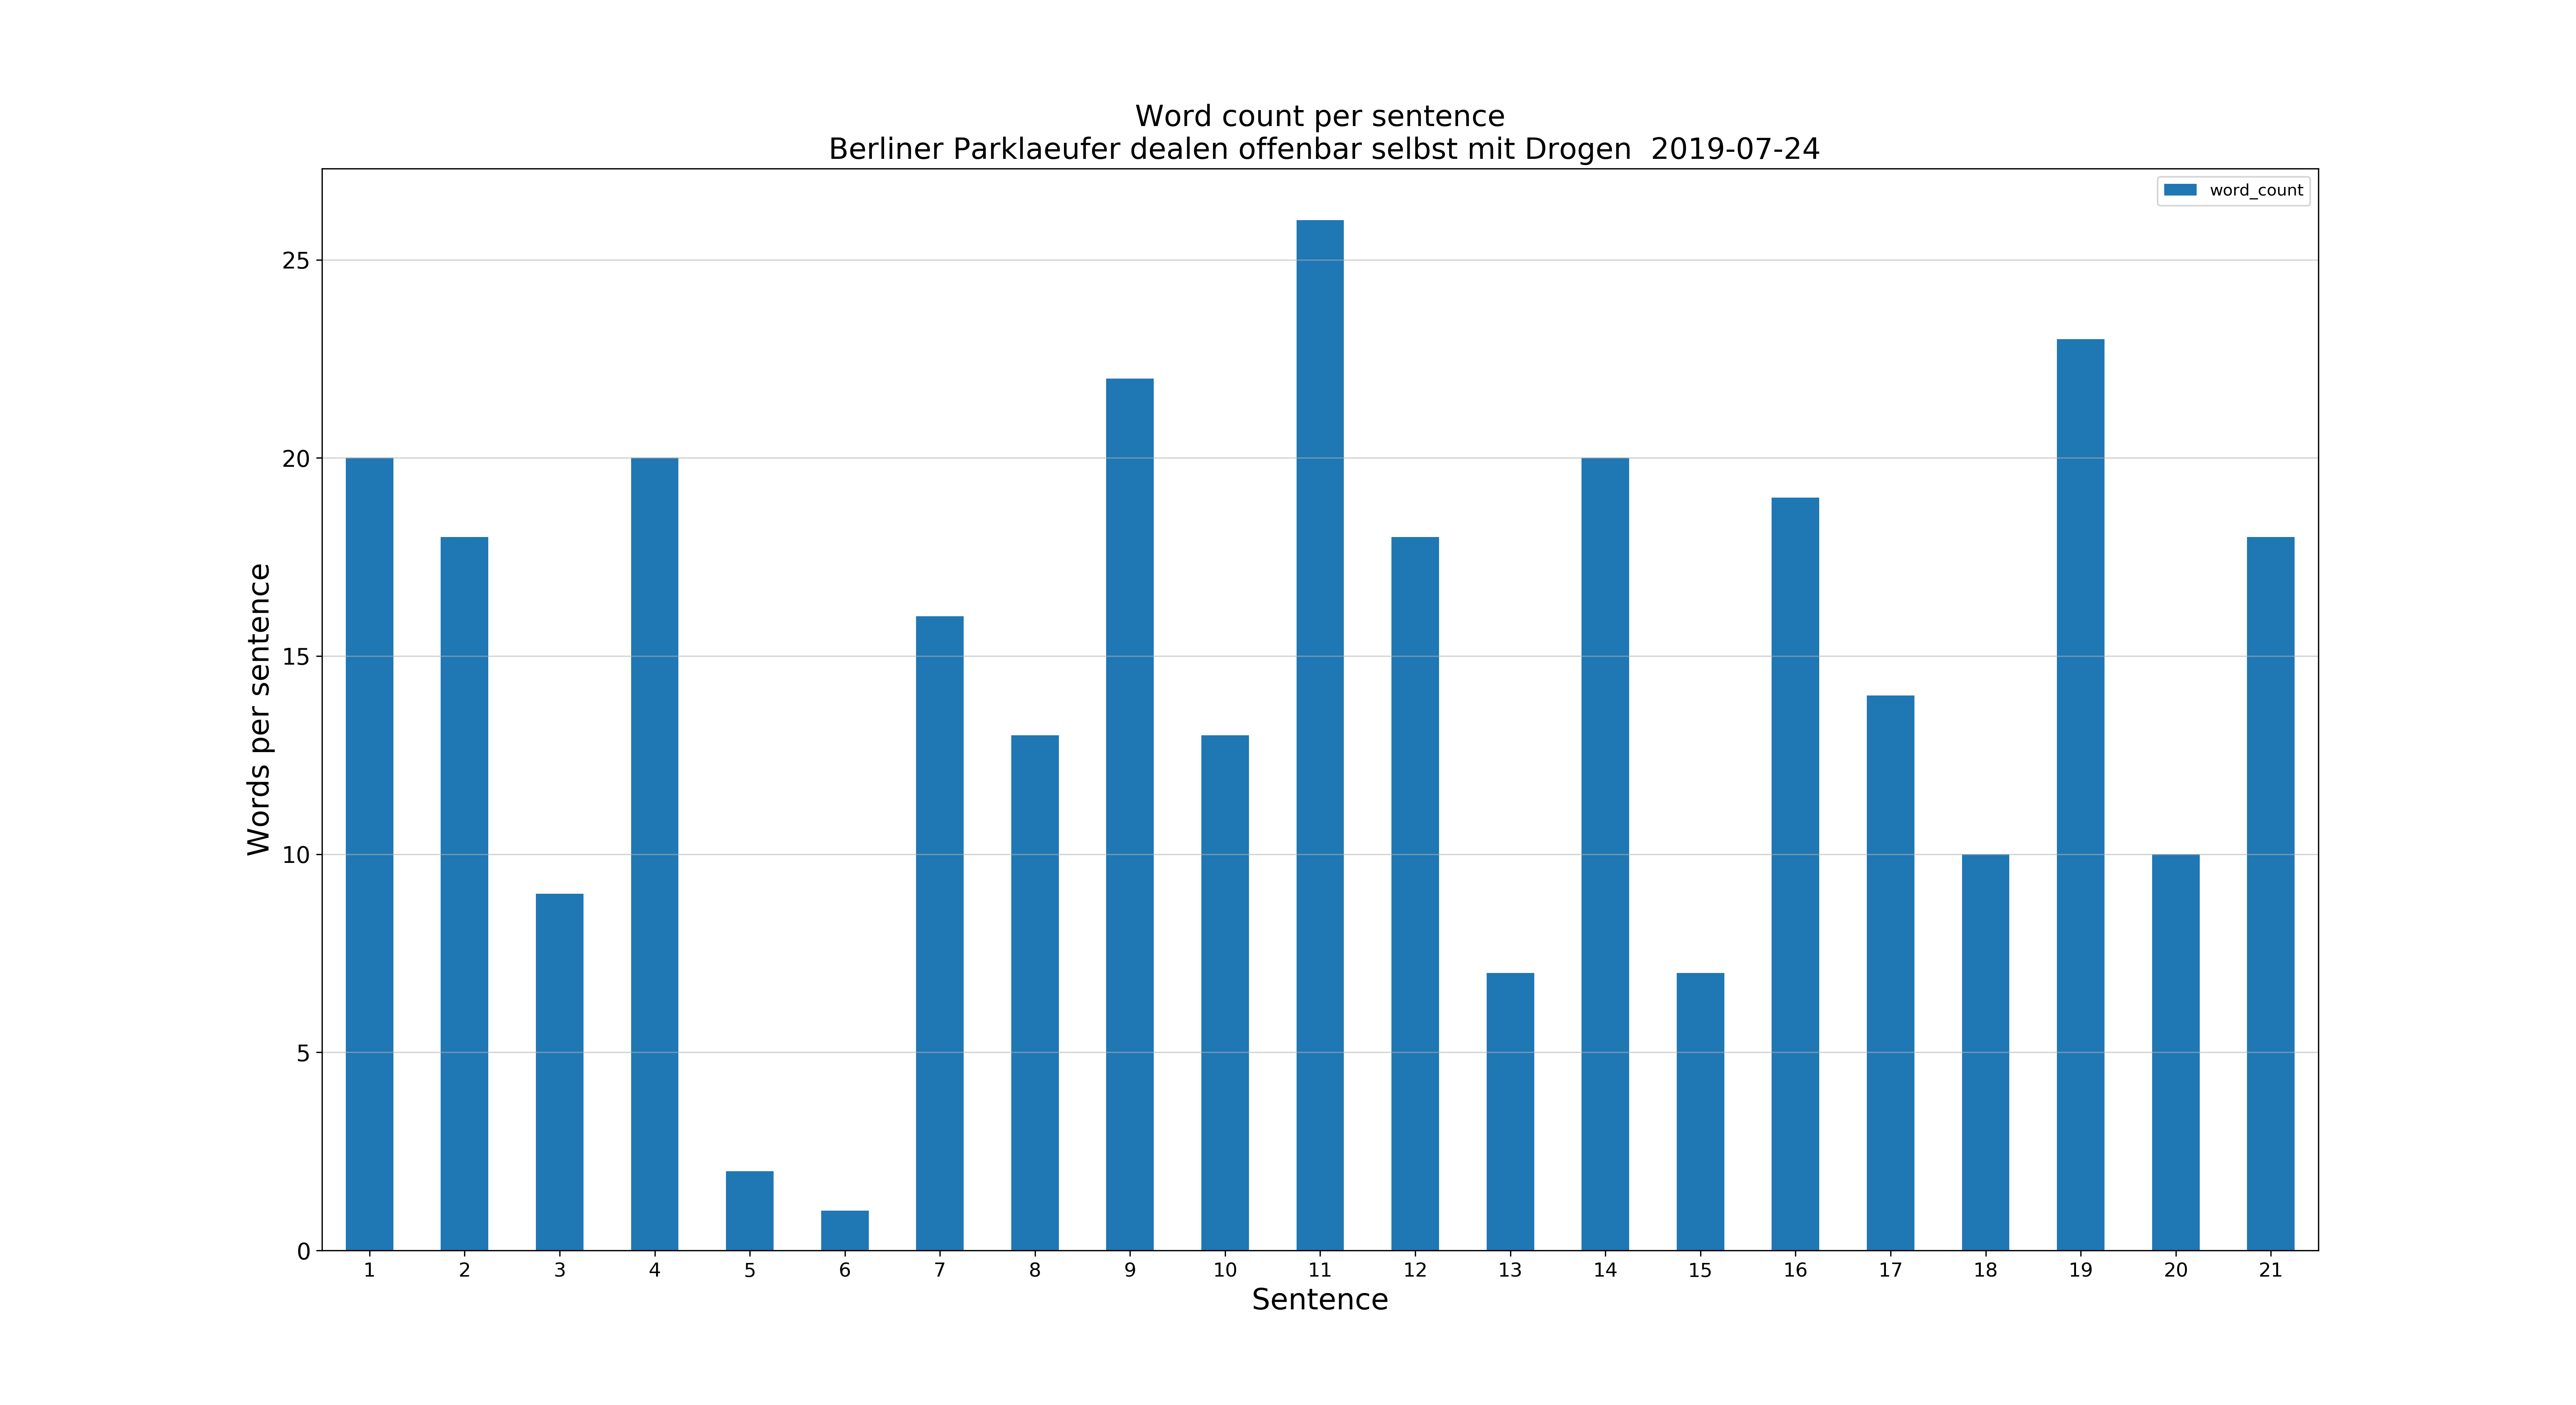 Word count per sentence
Berliner Parklaeufer dealen offenbar selbst mit Drogen  2019-07-24
word_count
25
20
15
10
5
0
Words per sentence
1 2 3 4 5 6 7 8 9 10 11 12 13 14 15 16 17 18 19 20 21
Sentence